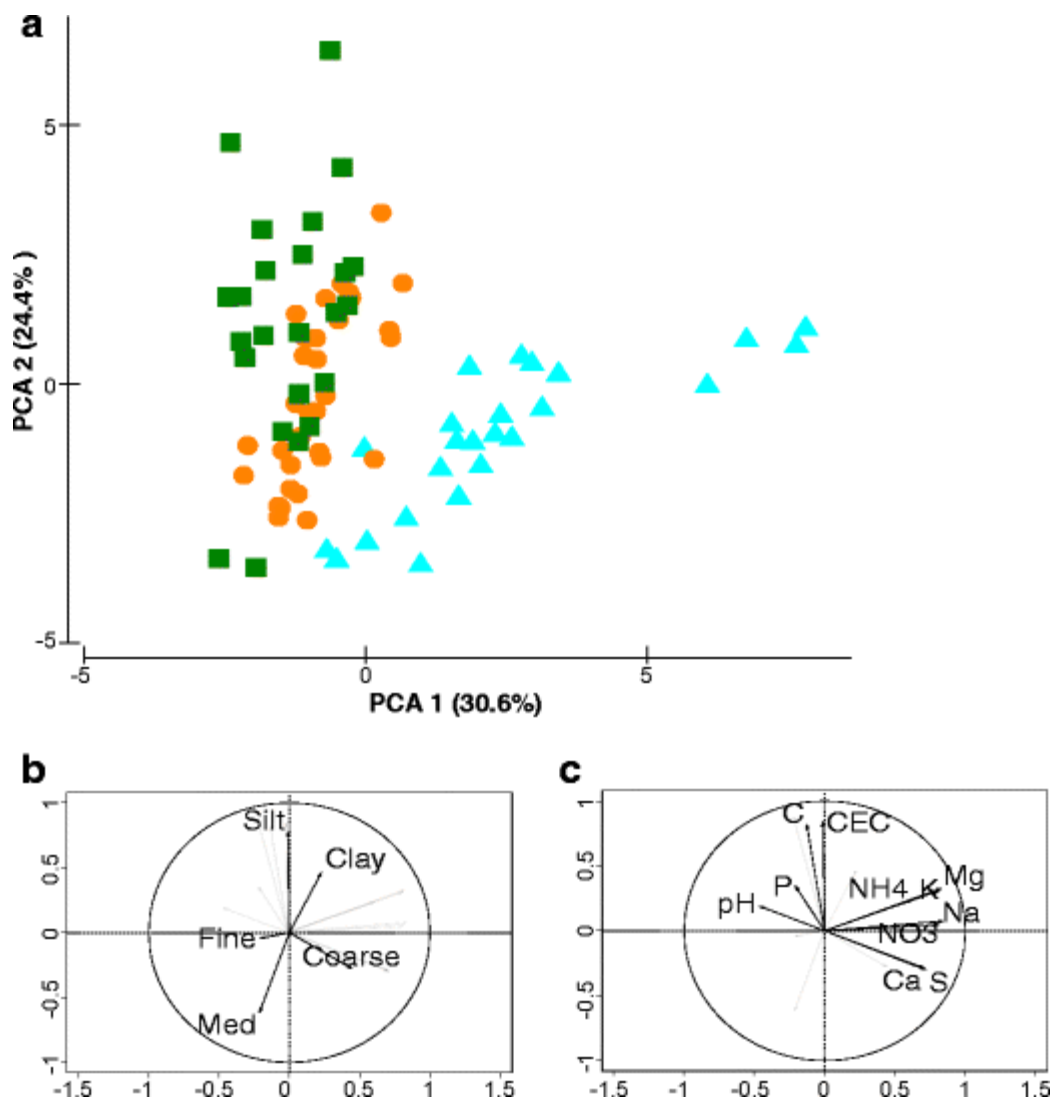 a
5
0
-5
PCA 2 (24.4% )
-5 0 5
PCA 1 (30.6%)
b
1
0.5
0
-0.5
-1
Silt
Clay
Fine
Coarse
Med
-1.5 -1 -0.5 0 0.5 1 1.5
c
1
0.5
0
-0.5
-1
C CEC
P NH4 K Mg
pH Na
NO3
Ca S
-1.5 -1 -0.5 0 0.5 1 1.5